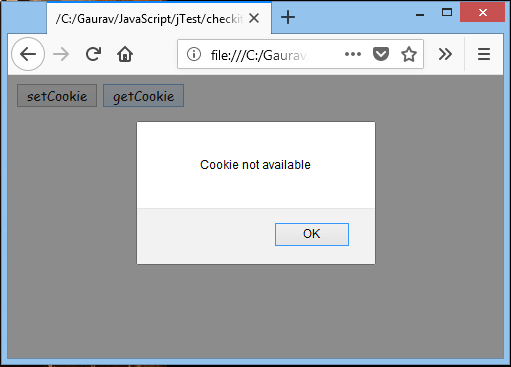 /C:/Gaurav/JavaScript/jTest/checki
file:///C:/Gaurav
setCookie
getCookie
Cookie not available
OK